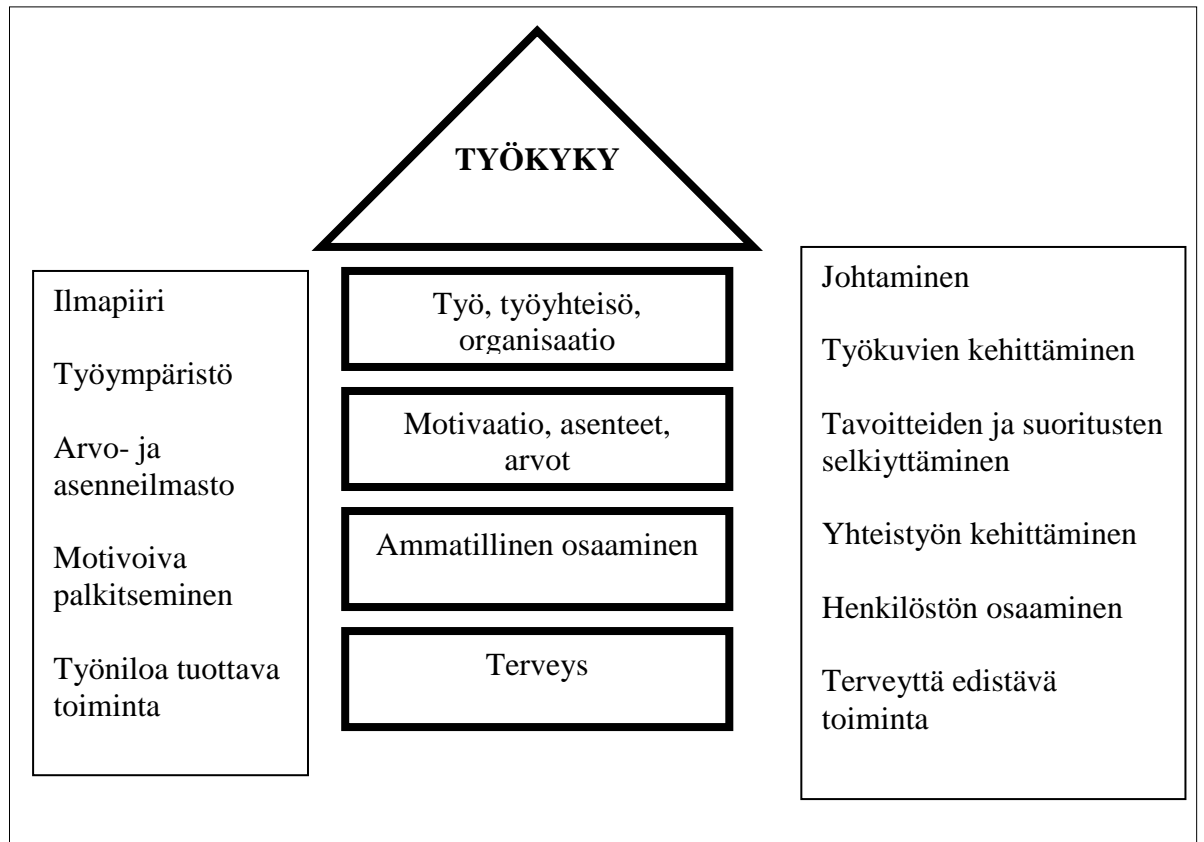 TYÖKYKY
Ilmapiiri
Työympäristö
Arvo- ja
asenneilmasto
Motivoiva
palkitseminen
Työniloa tuottava
toiminta
Työ, työyhteisö,
organisaatio
Motivaatio, asenteet,
arvot
Ammatillinen osaaminen
Terveys
Johtaminen
Työkuvien kehittäminen
Tavoitteiden ja suoritusten
selkiyttäminen
Yhteistyön kehittäminen
Henkilöstön osaaminen
Terveyttä edistävä
toiminta